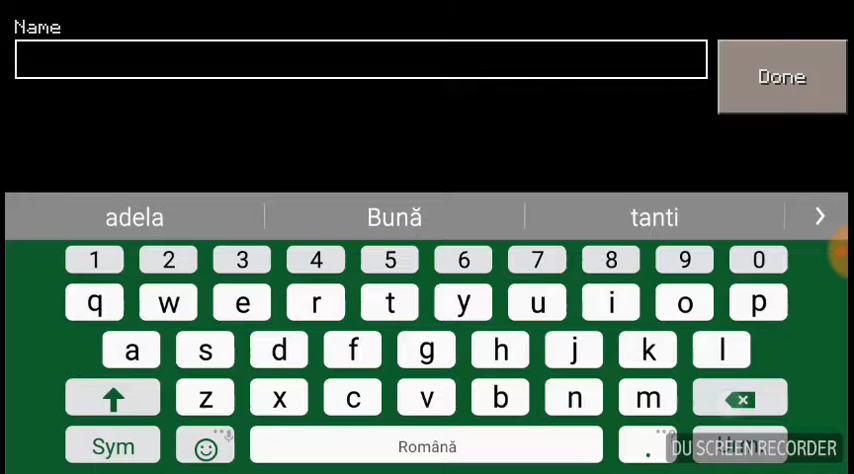 Name
Done
adela Bună tanti >
1 2 3 4 5 6 7 8 9 0
q w e r t y u i o p
a s d f g h j k l
z x c v b n m
Sym Română . DU SCREEN RECORDER